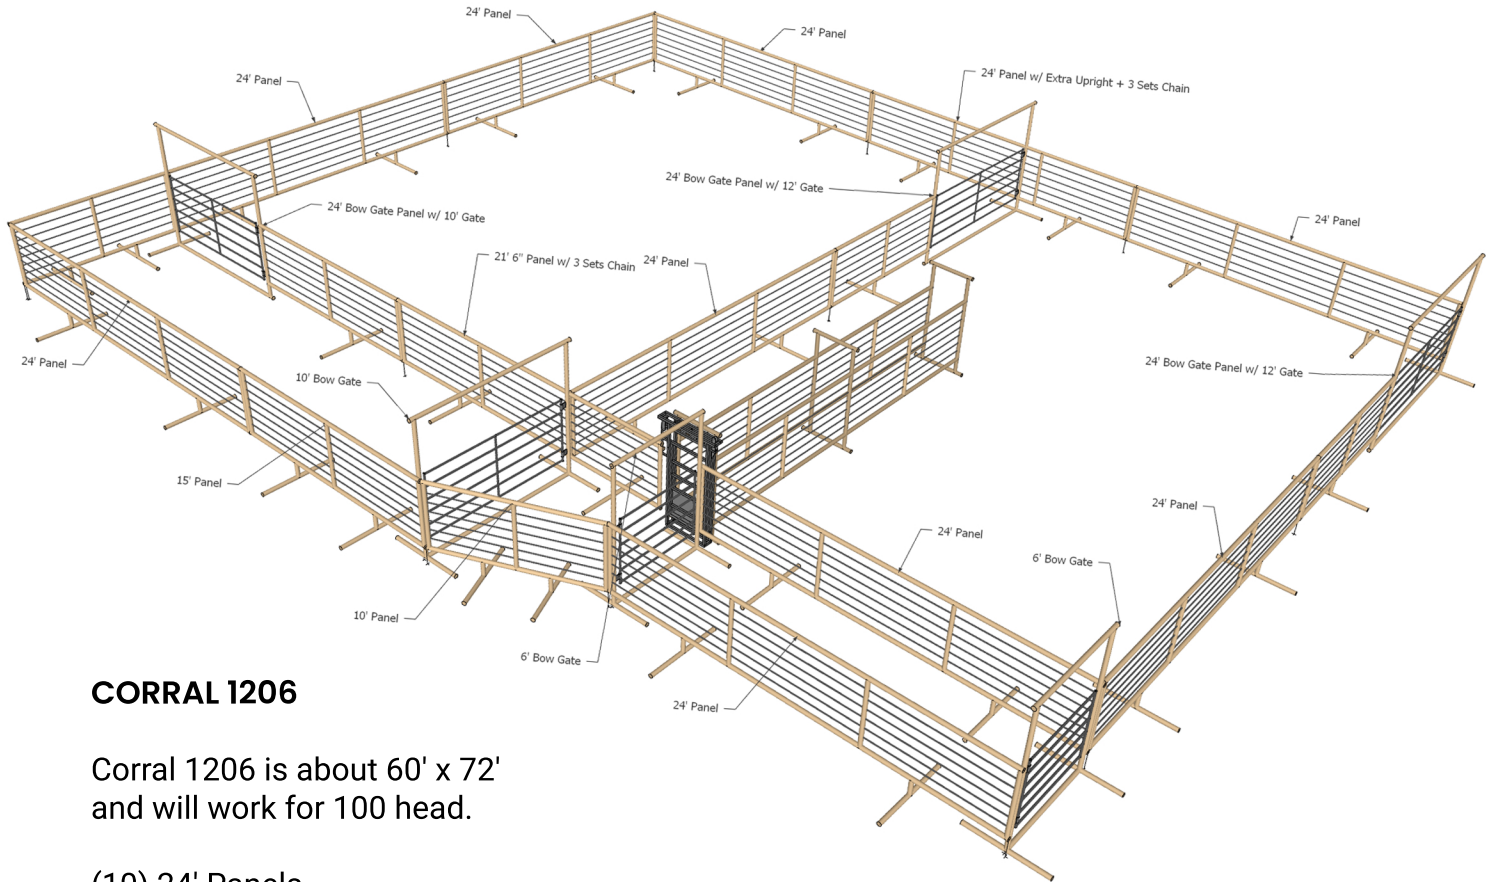 24' Panel
24' Panel
24' Panel
24' Panel w/ Extra Upright + 3 Sets Chain
24' Bow Gate Panel w/ 12' Gate
24' Bow Gate Panel w/ 10' Gate
24' Panel
21' 6" Panel w/ 3 Sets Chain
24' Panel
24' Panel
10' Bow Gate
24' Bow Gate Panel w/ 12' Gate
15' Panel
24' Panel
24' Panel
6' Bow Gate
10' Panel
6' Bow Gate
24' Panel
CORRAL 1206
Corral 1206 is about 60' x 72'
and will work for 100 head.
(10) 24' Panels